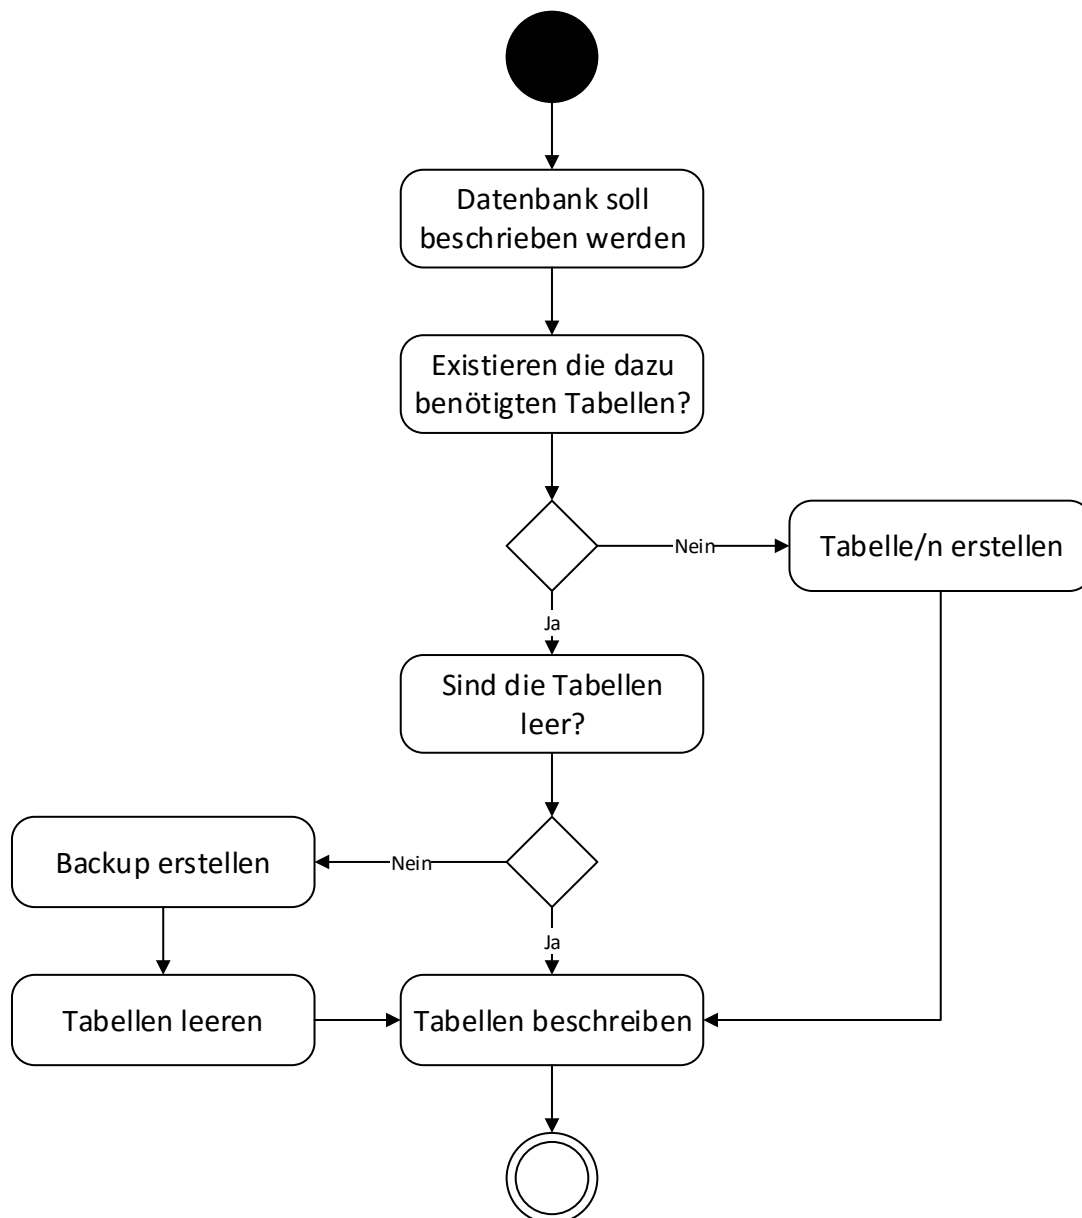 Datenbank soll
beschrieben werden
Existieren die dazu
benötigten Tabellen?
Nein
Tabelle/n erstellen
Ja
Sind die Tabellen
leer?
Backup erstellen
Nein
Ja
Tabellen leeren
Tabellen beschreiben